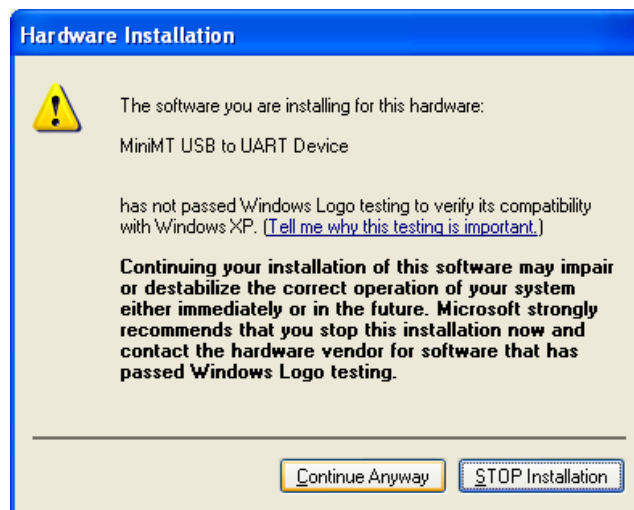 Hardware Installation
The software you are installing for this hardware:
MiniMT USB to UART Device
has not passed Windows Logo testing to verify its compatibility
with Windows XP. (Tell me why this testing is important.)
Continuing your installation of this software may impair
or destabilize the correct operation of your system
either immediately or in the future. Microsoft strongly
recommends that you stop this installation now and
contact the hardware vendor for software that has
passed Windows Logo testing.
Continue Anyway STOP Installation